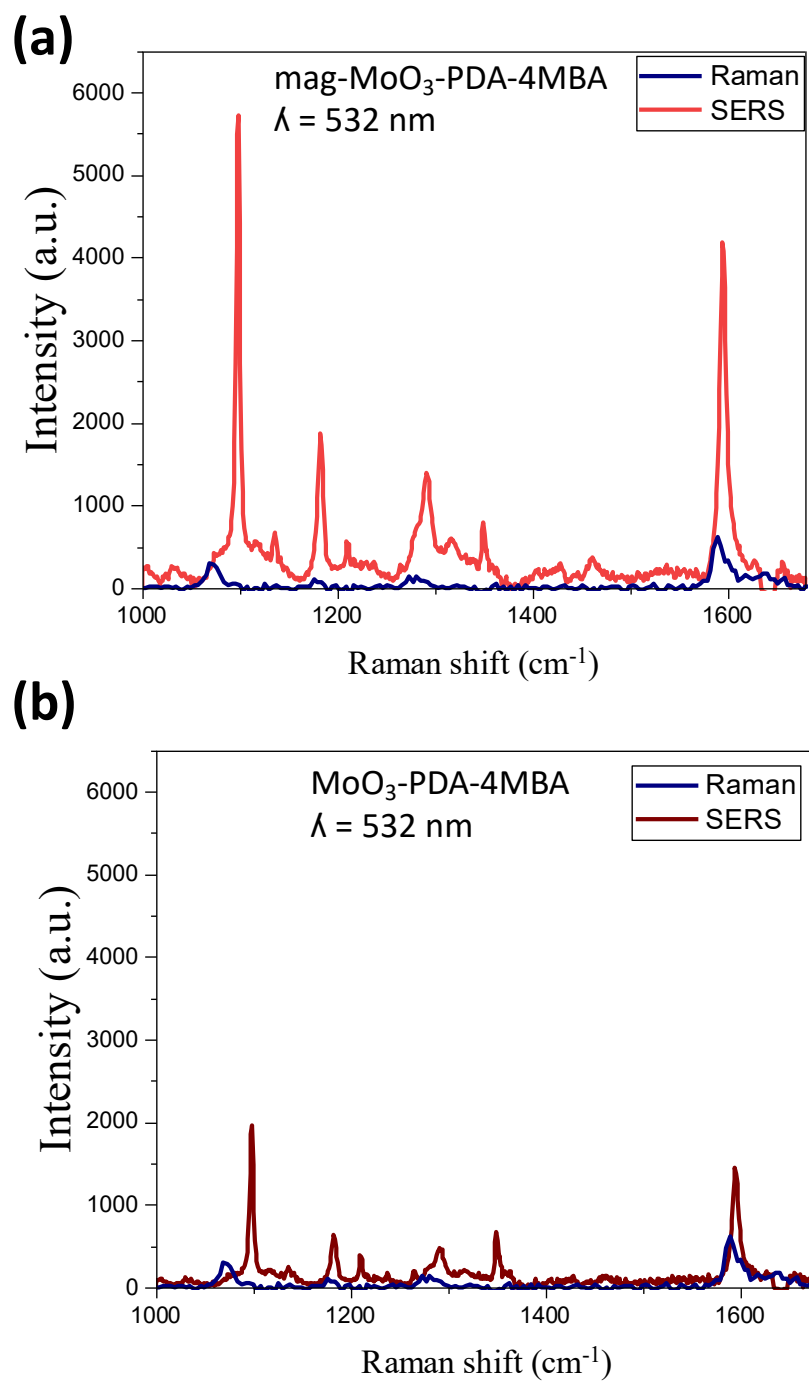 (a)
mag-MoO₃-PDA-4MBA
ʎ = 532 nm
Raman
SERS
6000
5000
4000
3000
2000
1000
0
Intensity (a.u.)
1000 1200 1400 1600
Raman shift (cm⁻¹)
(b)
MoO₃-PDA-4MBA
ʎ = 532 nm
Raman
SERS
6000
5000
4000
3000
2000
1000
0
Intensity (a.u.)
1000 1200 1400 1600
Raman shift (cm⁻¹)